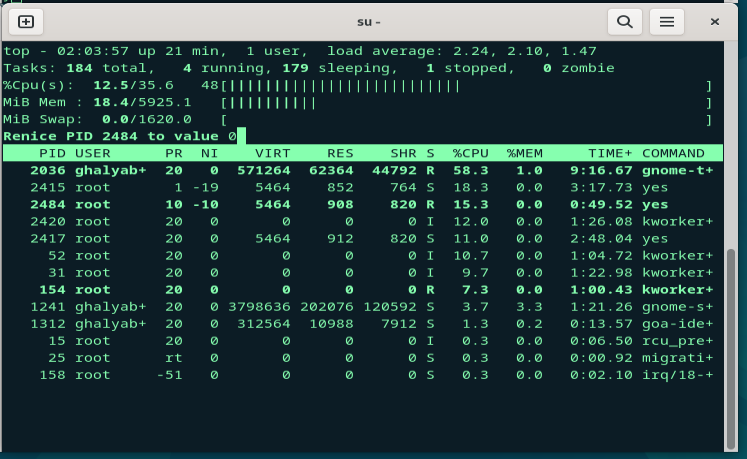 su -
top - 02:03:57 up 21 min,  1 user,  load average: 2.24, 2.10, 1.47
Tasks: 184 total,   4 running, 179 sleeping,   1 stopped,   0 zombie
%Cpu(s):  12.5/35.6   48[|||||||||||||||||||||||||||||                               ]
MiB Mem : 18.4/5925.1   [|||||||||||                                                 ]
MiB Swap:  0.0/1620.0   [                                                            ]
Renice PID 2484 to value 0
PID USER PR NI VIRT RES SHR S %CPU %MEM TIME+ COMMAND
2036 ghalyab+ 20 0 571264 62364 44792 R 58.3 1.0 9:16.67 gnome-t+
2415 root 1 -19 5464 852 764 S 18.3 0.0 3:17.73 yes
2484 root 10 -10 5464 908 820 R 15.3 0.0 0:49.52 yes
2420 root 20 0 0 0 0 I 12.0 0.0 1:26.08 kworker+
2417 root 20 0 5464 912 820 S 11.0 0.0 2:48.04 yes
52 root 20 0 0 0 0 I 10.7 0.0 1:04.72 kworker+
31 root 20 0 0 0 0 I 9.7 0.0 1:22.98 kworker+
154 root 20 0 0 0 0 R 7.3 0.0 1:00.43 kworker+
1241 ghalyab+ 20 0 3798636 202076 120592 S 3.7 3.3 1:21.26 gnome-s+
1312 ghalyab+ 20 0 312564 10988 7912 S 1.3 0.2 0:13.57 goa-ide+
15 root 20 0 0 0 0 I 0.3 0.0 0:06.50 rcu_pre+
25 root rt 0 0 0 0 S 0.3 0.0 0:00.92 migrati+
158 root -51 0 0 0 0 S 0.3 0.0 0:02.10 irq/18-+